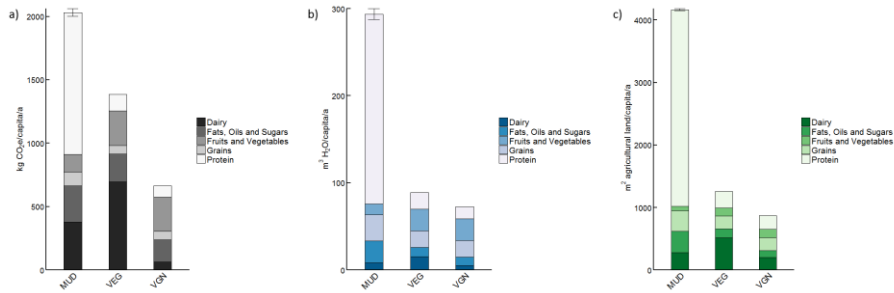 a)
kg CO₂e/capita/a
2000
1500
1000
500
0
MUD
VEG
VGN
Dairy
Fats, Oils and Sugars
Fruits and Vegetables
Grains
Protein
b)
m³ H₂O/capita/a
300
200
100
0
MUD
VEG
VGN
Dairy
Fats, Oils and Sugars
Fruits and Vegetables
Grains
Protein
c)
m² agricultural land/capita/a
4000
3000
2000
1000
0
MUD
VEG
VGN
Dairy
Fats, Oils and Sugars
Fruits and Vegetables
Grains
Protein